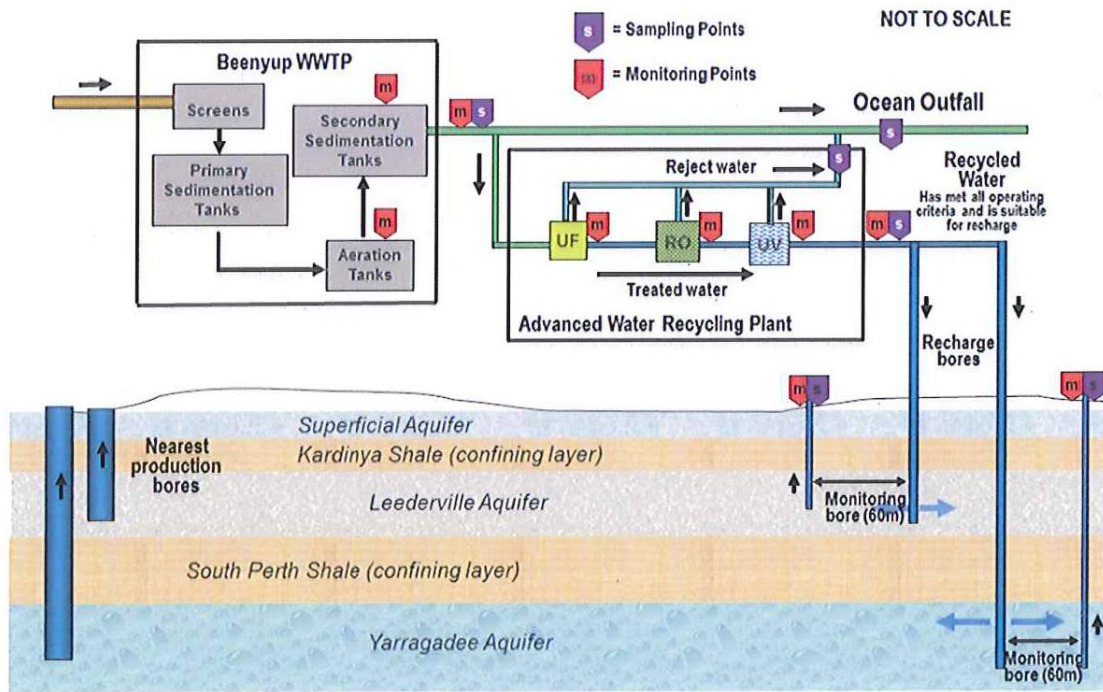 NOT TO SCALE
s = Sampling Points
m = Monitoring Points
Beenyup WWTP
Screens
Primary
Sedimentation
Tanks
Secondary
Sedimentation
Tanks
m
m
Aeration
Tanks
m s
Ocean Outfall
s
s
Reject water
Recycled
Water
Has met all operating
criteria and is suitable
for recharge
UF
m
RO
m
UV
m
m s
Treated water
Advanced Water Recycling Plant
Recharge
bores
m s
m s
Nearest
production
bores
Superficial Aquifer
Kardinya Shale (confining layer)
Leederville Aquifer
Monitoring
bore (60m)
South Perth Shale (confining layer)
Yarragadee Aquifer
Monitoring
bore (60m)